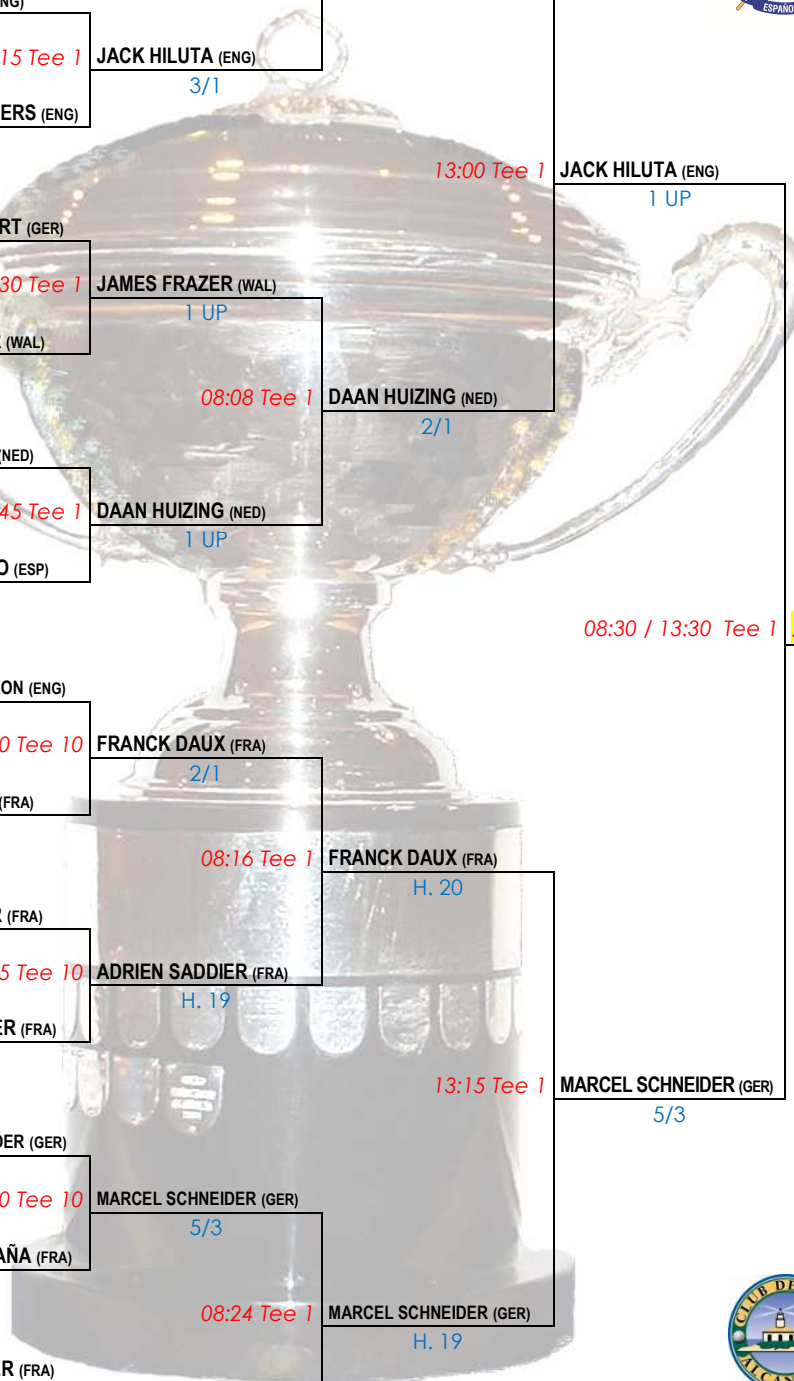 ESPAÑO
15 Tee 1
JACK HILUTA (ENG)
3/1
ERS (ENG)
13:00 Tee 1
JACK HILUTA (ENG)
1 UP
RT (GER)
30 Tee 1
JAMES FRAZER (WAL)
1 UP
(WAL)
08:08 Tee 1
DAAN HUIZING (NED)
2/1
(NED)
45 Tee 1
DAAN HUIZING (NED)
1 UP
O (ESP)
08:30 / 13:30 Tee 1
ON (ENG)
0 Tee 10
FRANCK DAUX (FRA)
2/1
(FRA)
08:16 Tee 1
FRANCK DAUX (FRA)
H. 20
(FRA)
5 Tee 10
ADRIEN SADDIER (FRA)
H. 19
ER (FRA)
13:15 Tee 1
MARCEL SCHNEIDER (GER)
5/3
DER (GER)
0 Tee 10
MARCEL SCHNEIDER (GER)
5/3
AÑA (FRA)
08:24 Tee 1
MARCEL SCHNEIDER (GER)
H. 19
CLUB DE
ALCAN
ER (FRA)